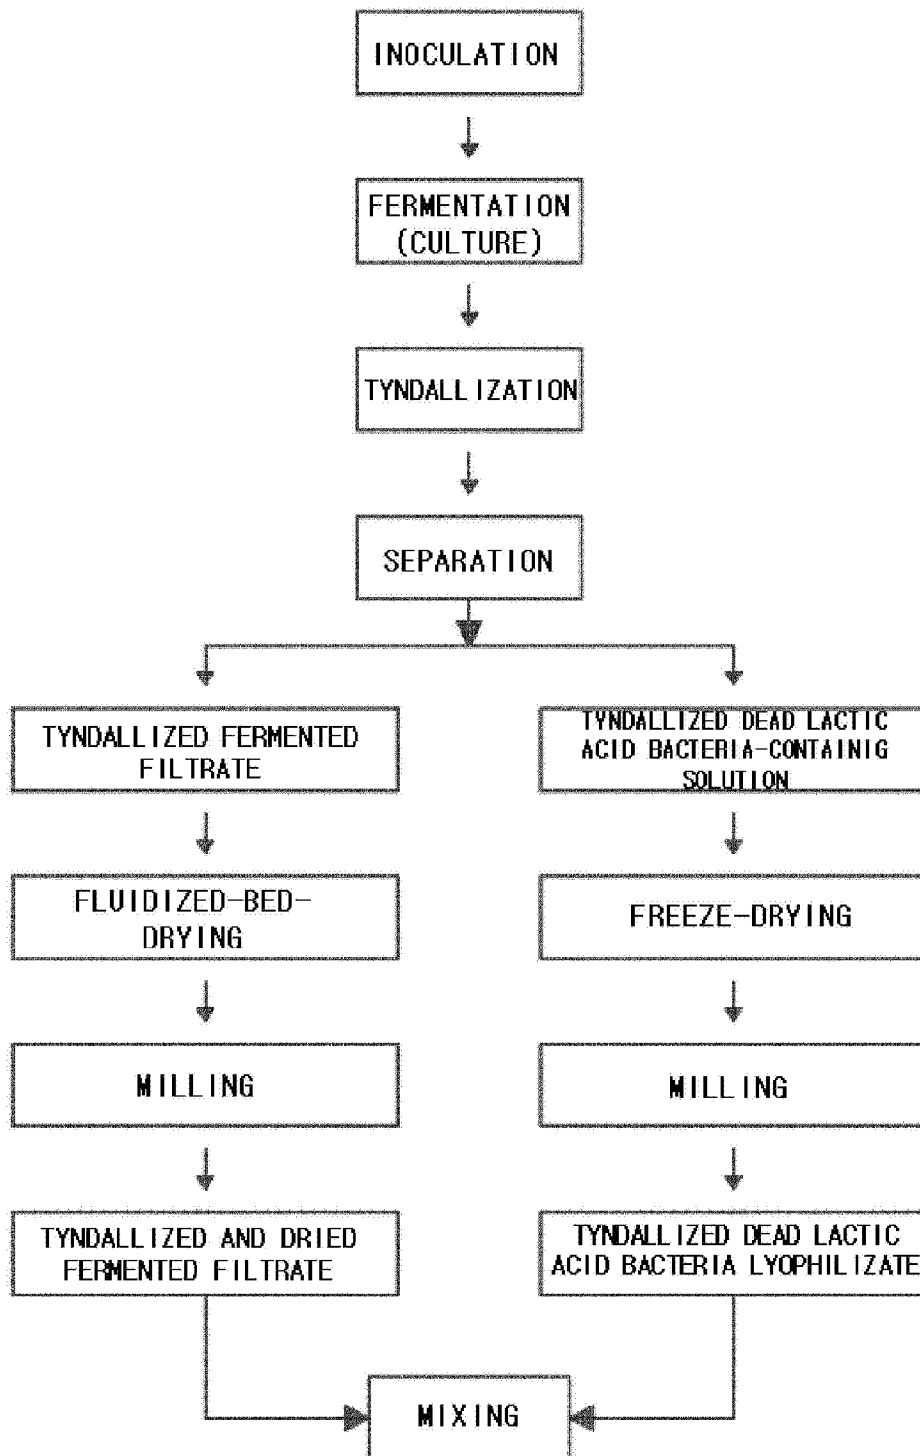 INOCULATION
FERMENTATION
(CULTURE)
TYNDALLIZATION
SEPARATION
TYNDALLIZED FERMENTED
FILTRATE
TYNDALLIZED DEAD LACTIC
ACID BACTERIA-CONTAINIG
SOLUTION
FLUIDIZED-BED-
DRYING
FREEZE-DRYING
MILLING
MILLING
TYNDALLIZED AND DRIED
FERMENTED FILTRATE
TYNDALLIZED DEAD LACTIC
ACID BACTERIA LYOPHILIZATE
MIXING